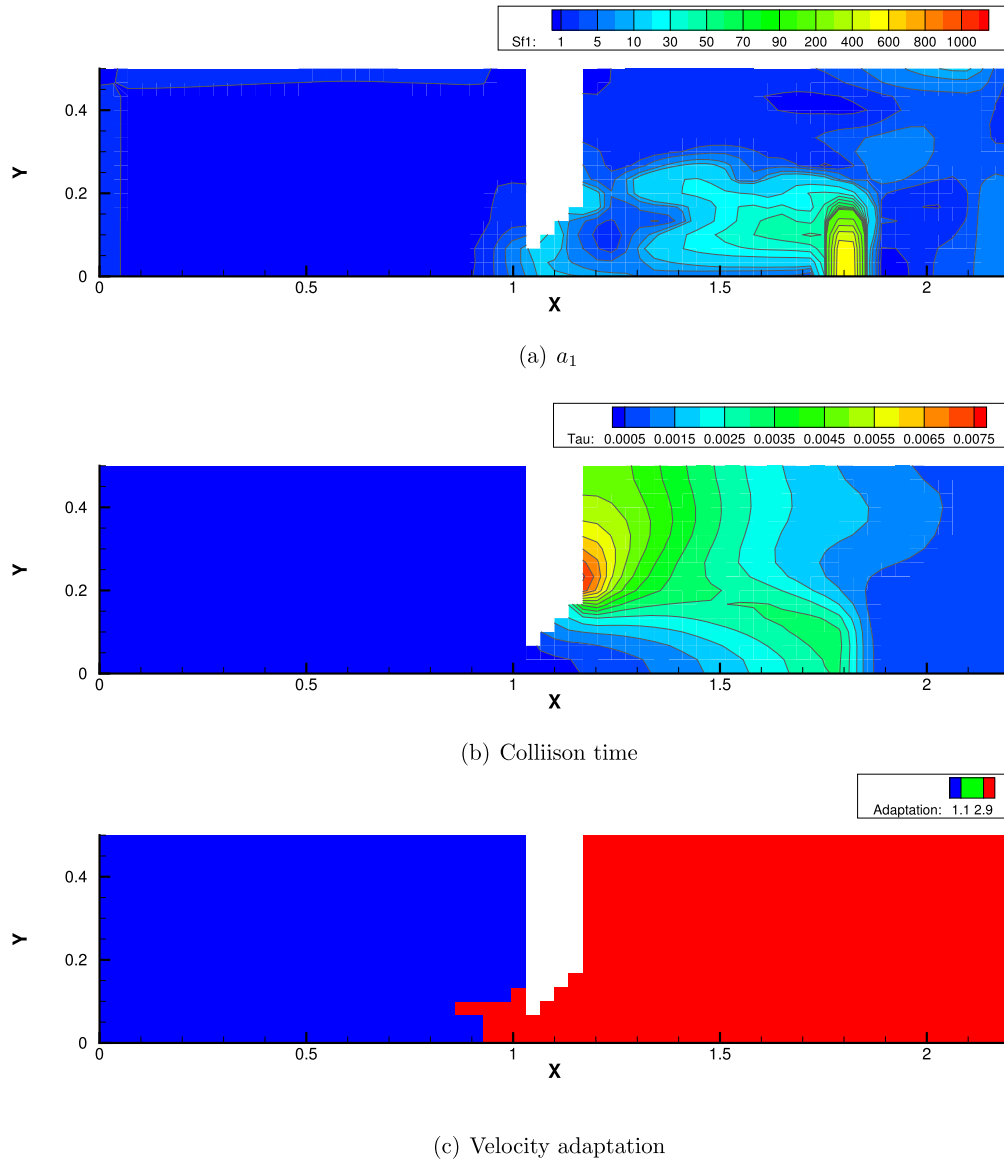 Sf1: 1 5 10 30 50 70 90 200 400 600 800 1000
Y
0.4
0.2
0
0 0.5 1 1.5 2
X
(a) a1
Tau: 0.0005 0.0015 0.0025 0.0035 0.0045 0.0055 0.0065 0.0075
Y
0.4
0.2
0
0 0.5 1 1.5 2
X
(b) Colliison time
Adaptation: 1.1 2.9
Y
0.4
0.2
0
0 0.5 1 1.5 2
X
(c) Velocity adaptation